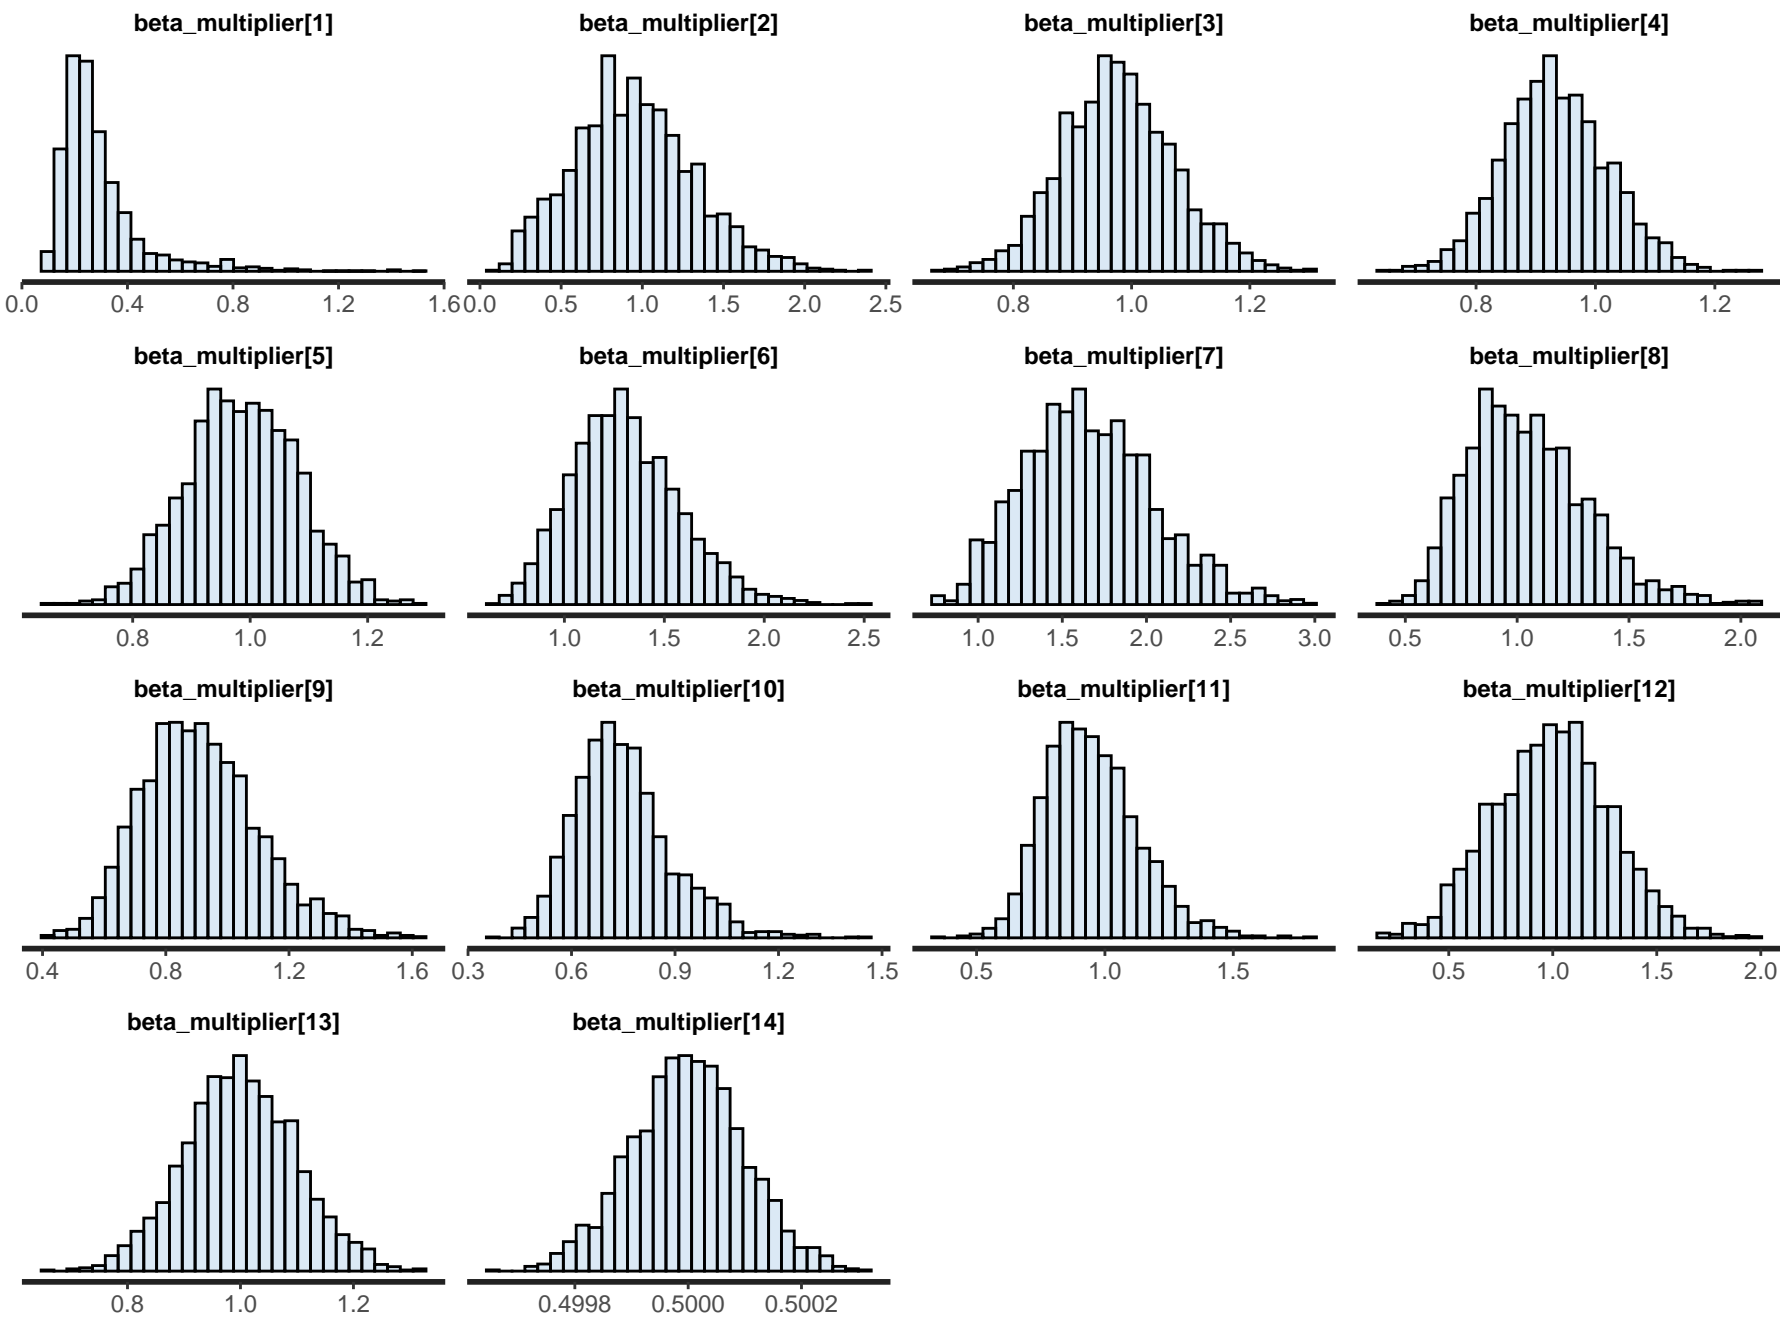 beta_multiplier[1] beta_multiplier[2] beta_multiplier[3] beta_multiplier[4]
0.0 0.4 0.8 1.2 1.6 0.0 0.5 1.0 1.5 2.0 2.5 0.8 1.0 1.2 0.8 1.0 1.2
beta_multiplier[5] beta_multiplier[6] beta_multiplier[7] beta_multiplier[8]
0.8 1.0 1.2 1.0 1.5 2.0 2.5 1.0 1.5 2.0 2.5 3.0 0.5 1.0 1.5 2.0
beta_multiplier[9] beta_multiplier[10] beta_multiplier[11] beta_multiplier[12]
0.4 0.8 1.2 1.6 0.3 0.6 0.9 1.2 1.5 0.5 1.0 1.5 0.5 1.0 1.5 2.0
beta_multiplier[13] beta_multiplier[14]
0.8 1.0 1.2 0.4998 0.5000 0.5002